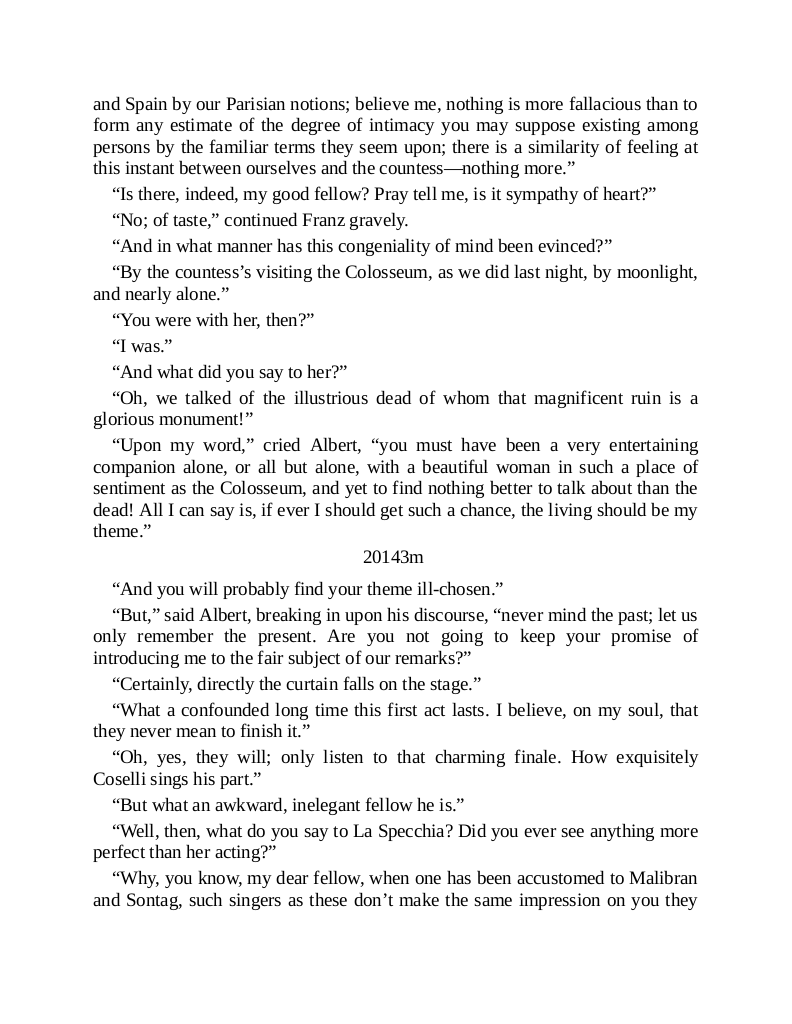 and Spain by our Parisian notions; believe me, nothing is more fallacious than to
form any estimate of the degree of intimacy you may suppose existing among
persons by the familiar terms they seem upon; there is a similarity of feeling at
this instant between ourselves and the countess—nothing more.”
“Is there, indeed, my good fellow? Pray tell me, is it sympathy of heart?”
“No; of taste,” continued Franz gravely.
“And in what manner has this congeniality of mind been evinced?”
“By the countess’s visiting the Colosseum, as we did last night, by moonlight,
and nearly alone.”
“You were with her, then?”
“I was.”
“And what did you say to her?”
“Oh, we talked of the illustrious dead of whom that magnificent ruin is a
glorious monument!”
“Upon my word,” cried Albert, “you must have been a very entertaining
companion alone, or all but alone, with a beautiful woman in such a place of
sentiment as the Colosseum, and yet to find nothing better to talk about than the
dead! All I can say is, if ever I should get such a chance, the living should be my
theme.”
20143m
“And you will probably find your theme ill-chosen.”
“But,” said Albert, breaking in upon his discourse, “never mind the past; let us
only remember the present. Are you not going to keep your promise of
introducing me to the fair subject of our remarks?”
“Certainly, directly the curtain falls on the stage.”
“What a confounded long time this first act lasts. I believe, on my soul, that
they never mean to finish it.”
“Oh, yes, they will; only listen to that charming finale. How exquisitely
Coselli sings his part.”
“But what an awkward, inelegant fellow he is.”
“Well, then, what do you say to La Specchia? Did you ever see anything more
perfect than her acting?”
“Why, you know, my dear fellow, when one has been accustomed to Malibran
and Sontag, such singers as these don’t make the same impression on you they